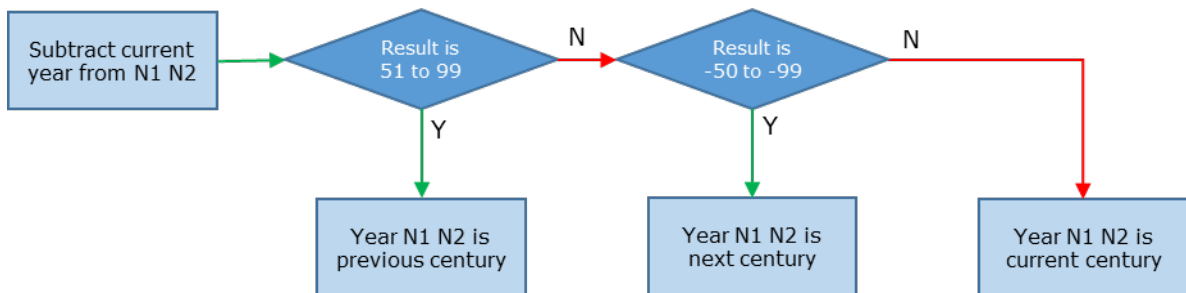 Subtract current
year from N1 N2
Result is
51 to 99
N
Result is
-50 to -99
N
Y
Y
Year N1 N2 is
previous century
Year N1 N2 is
next century
Year N1 N2 is
current century